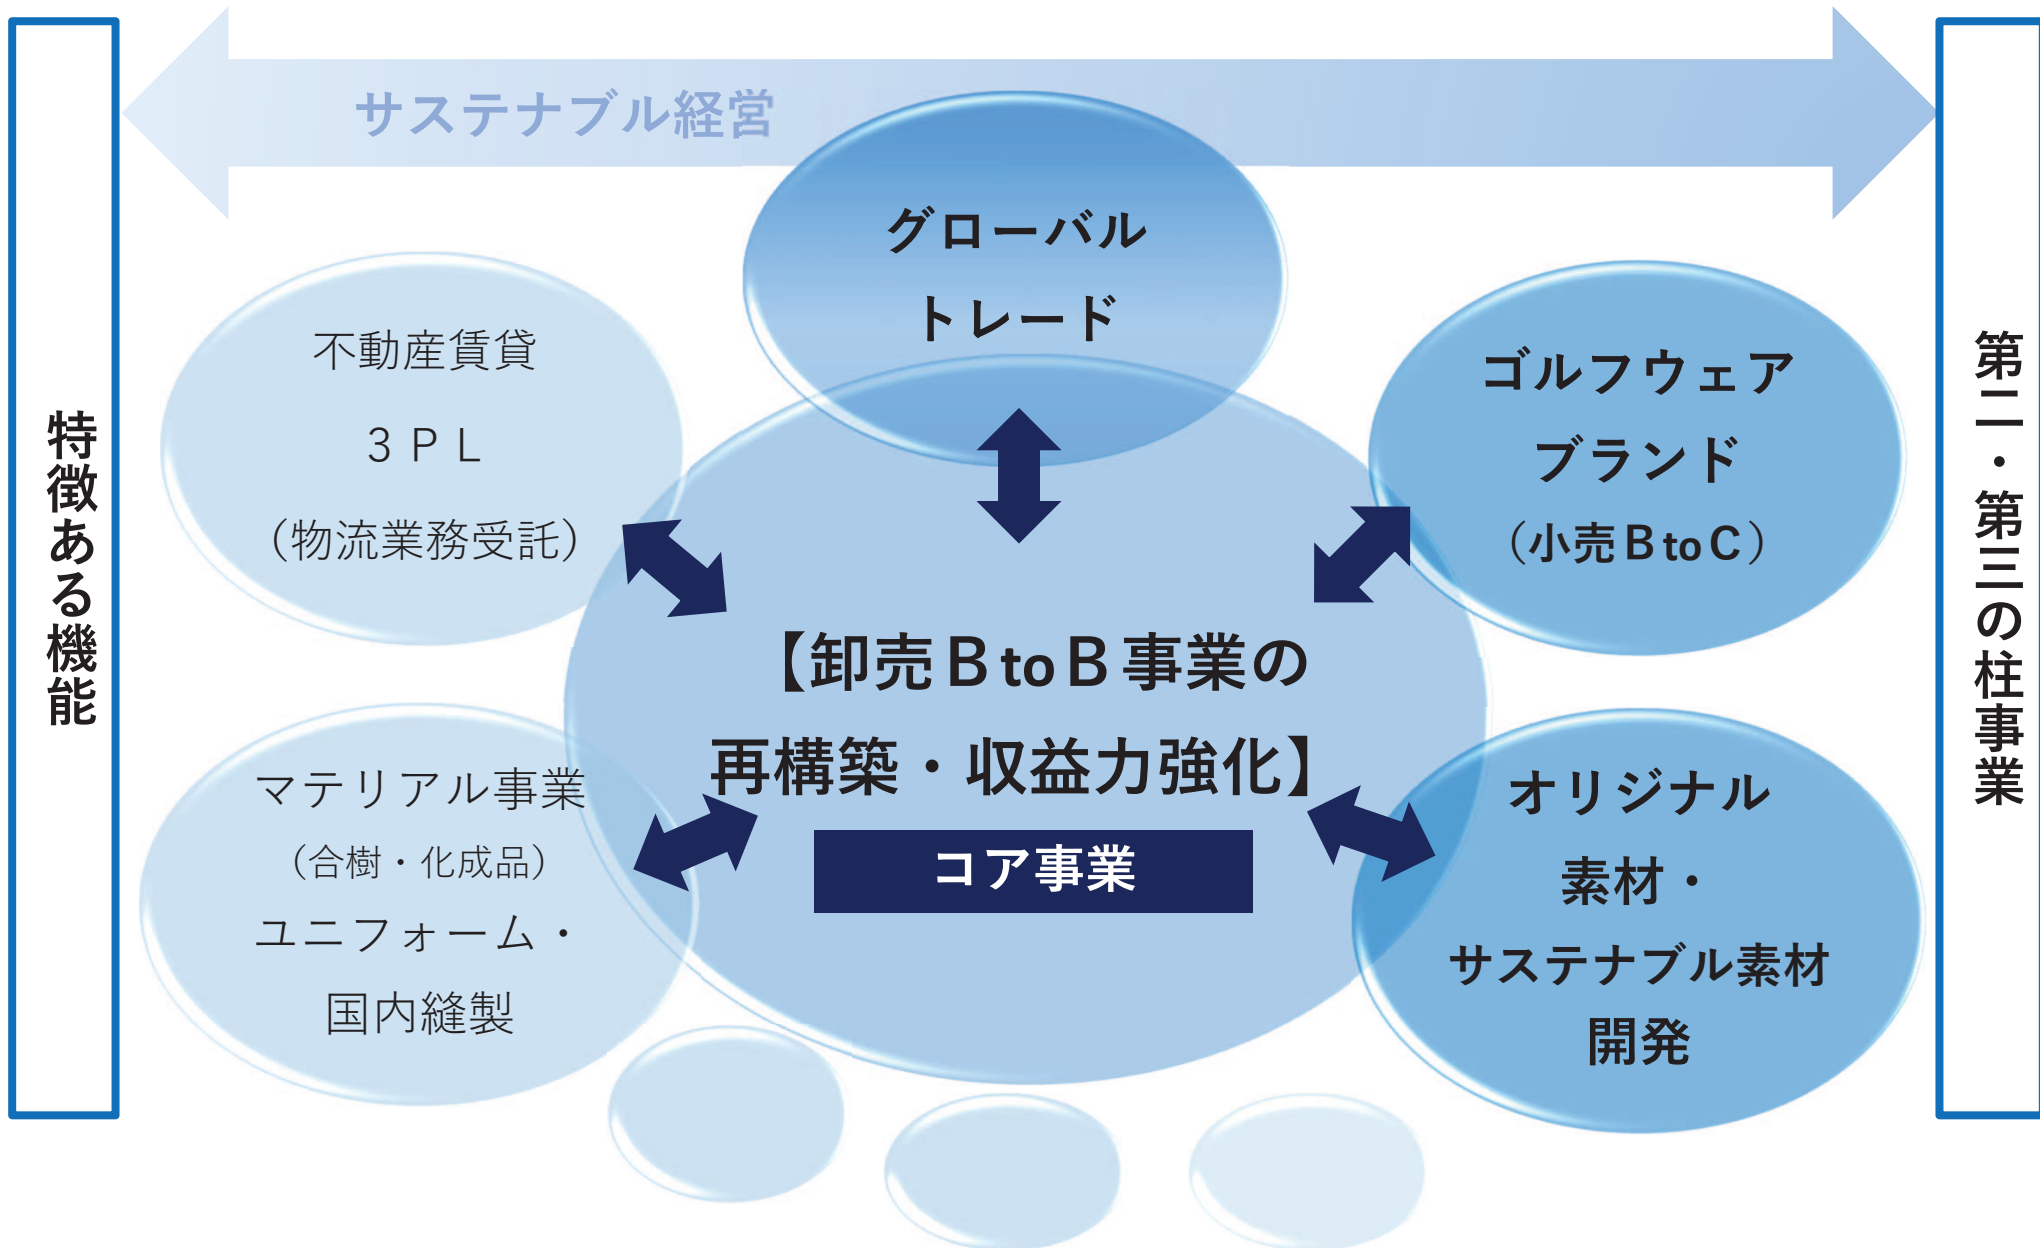 サステナブル経営
特徴ある機能
グローバル
トレード
不動産賃貸
３ＰＬ
（物流業務受託）
ゴルフウェア
ブランド
（小売ＢtoＣ）
【卸売ＢtoＢ事業の
再構築・収益力強化】
コア事業
マテリアル事業
（合樹・化成品）
ユニフォーム・
国内縫製
オリジナル
素材・
サステナブル素材
開発
第二・第三の柱事業